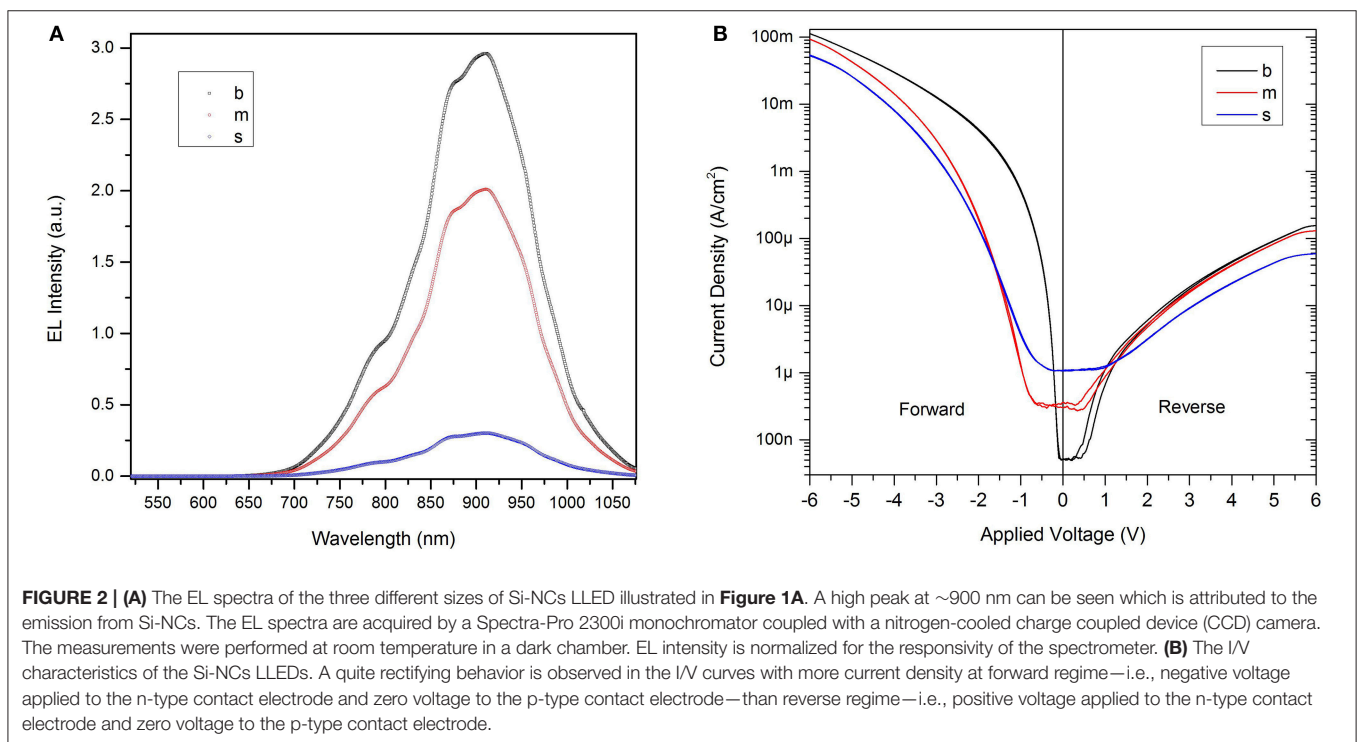 A
3.0
2.5
2.0
1.5
1.0
0.5
0.0
b
m
s
EL Intensity (a.u.)
550 600 650 700 750 800 850 900 950 1000 1050
Wavelength (nm)
B
100m
10m
1m
100µ
10µ
1µ
100n
b
m
s
Current Density (A/cm²)
Forward
Reverse
-6 -5 -4 -3 -2 -1 0 1 2 3 4 5 6
Applied Voltage (V)
FIGURE 2 | (A) The EL spectra of the three different sizes of Si-NCs LLED illustrated in Figure 1A. A high peak at ∼900 nm can be seen which is attributed to the
emission from Si-NCs. The EL spectra are acquired by a Spectra-Pro 2300i monochromator coupled with a nitrogen-cooled charge coupled device (CCD) camera.
The measurements were performed at room temperature in a dark chamber. EL intensity is normalized for the responsivity of the spectrometer. (B) The I/V
characteristics of the Si-NCs LLEDs. A quite rectifying behavior is observed in the I/V curves with more current density at forward regime—i.e., negative voltage
applied to the n-type contact electrode and zero voltage to the p-type contact electrode—than reverse regime—i.e., positive voltage applied to the n-type contact
electrode and zero voltage to the p-type contact electrode.